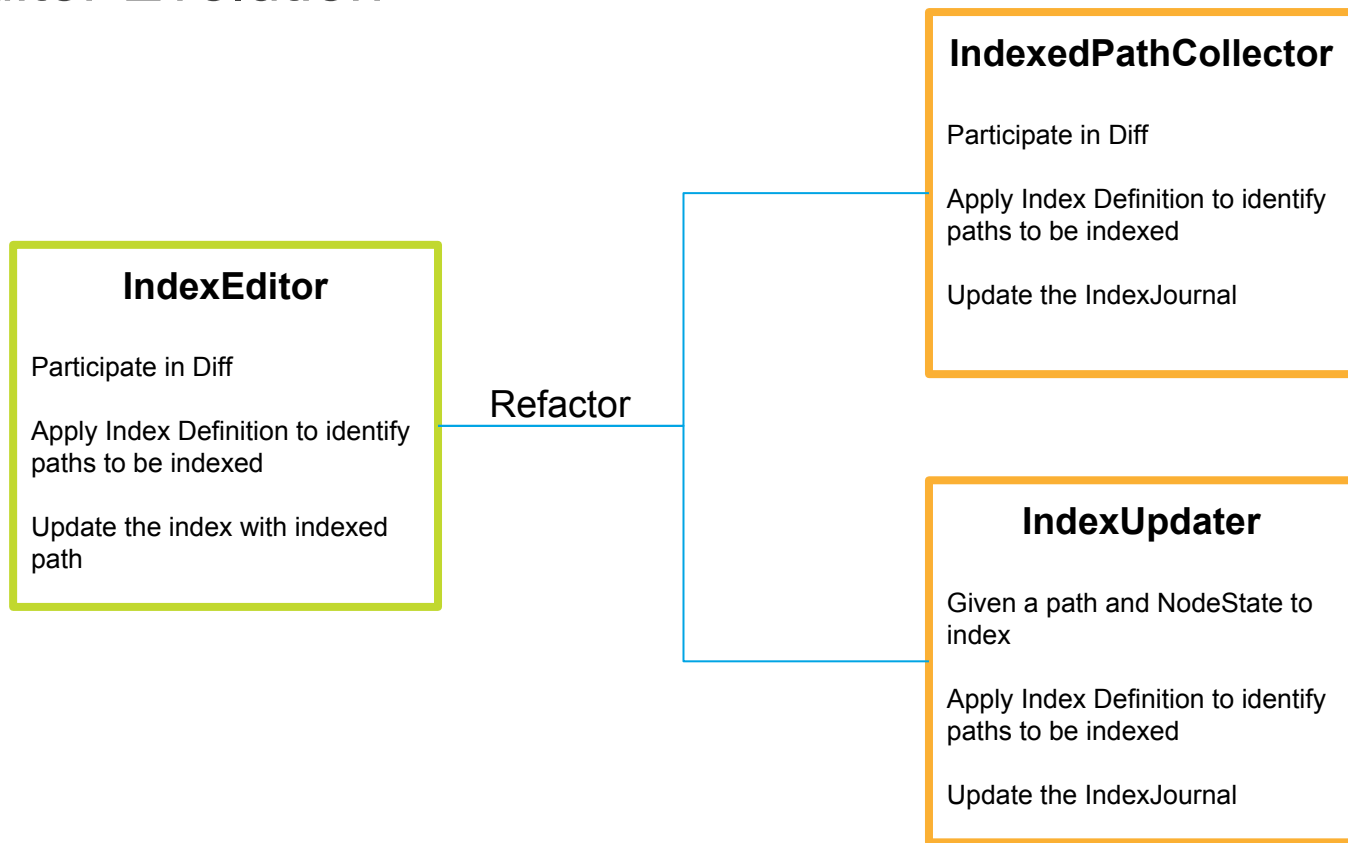 IndexedPathCollector
Participate in Diff
Apply Index Definition to identify
paths to be indexed
Update the IndexJournal
IndexEditor
Participate in Diff
Apply Index Definition to identify
paths to be indexed
Update the index with indexed
path
Refactor
IndexUpdater
Given a path and NodeState to
index
Apply Index Definition to identify
paths to be indexed
Update the IndexJournal